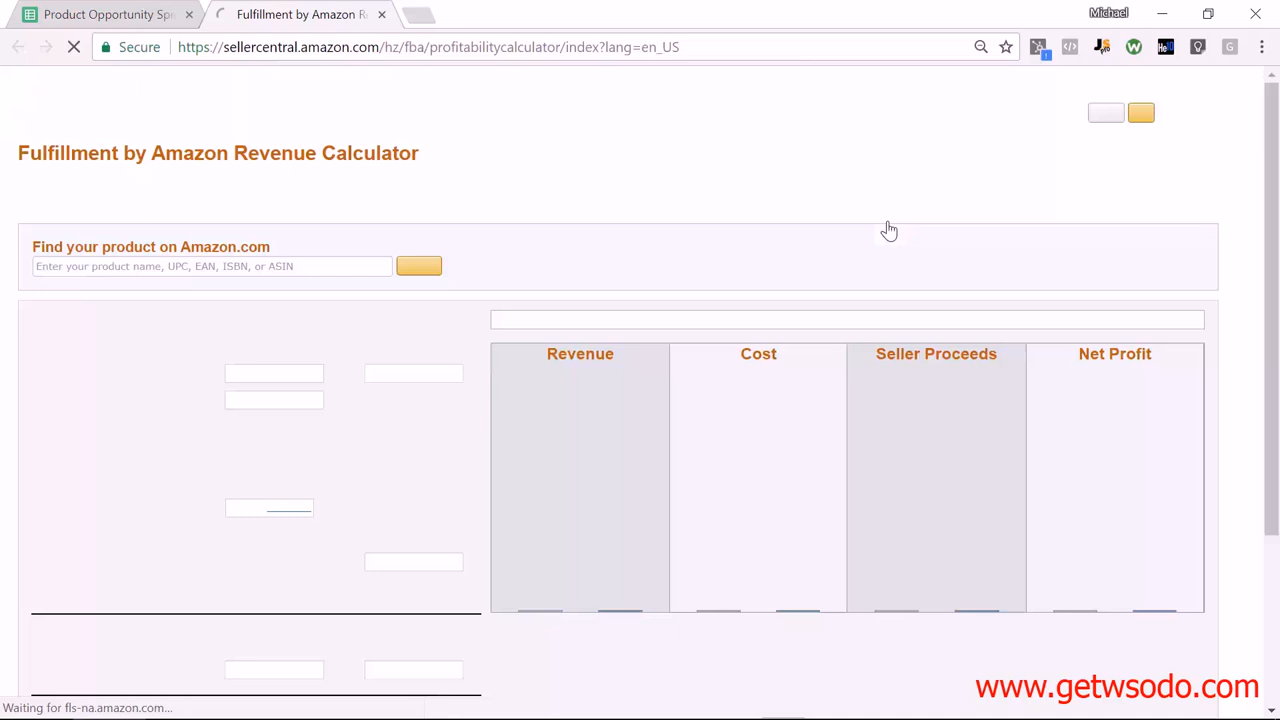 Product Opportunity Spr
Fulfillment by Amazon Re
Michael
Secure
https://sellercentral.amazon.com/hz/fba/profitabilitycalculator/index?lang=en_US
Fulfillment by Amazon Revenue Calculator
Find your product on Amazon.com
Enter your product name, UPC, EAN, ISBN, or ASIN
Revenue
Cost
Seller Proceeds
Net Profit
www.getwsodo.com
Waiting for fls-na.amazon.com...